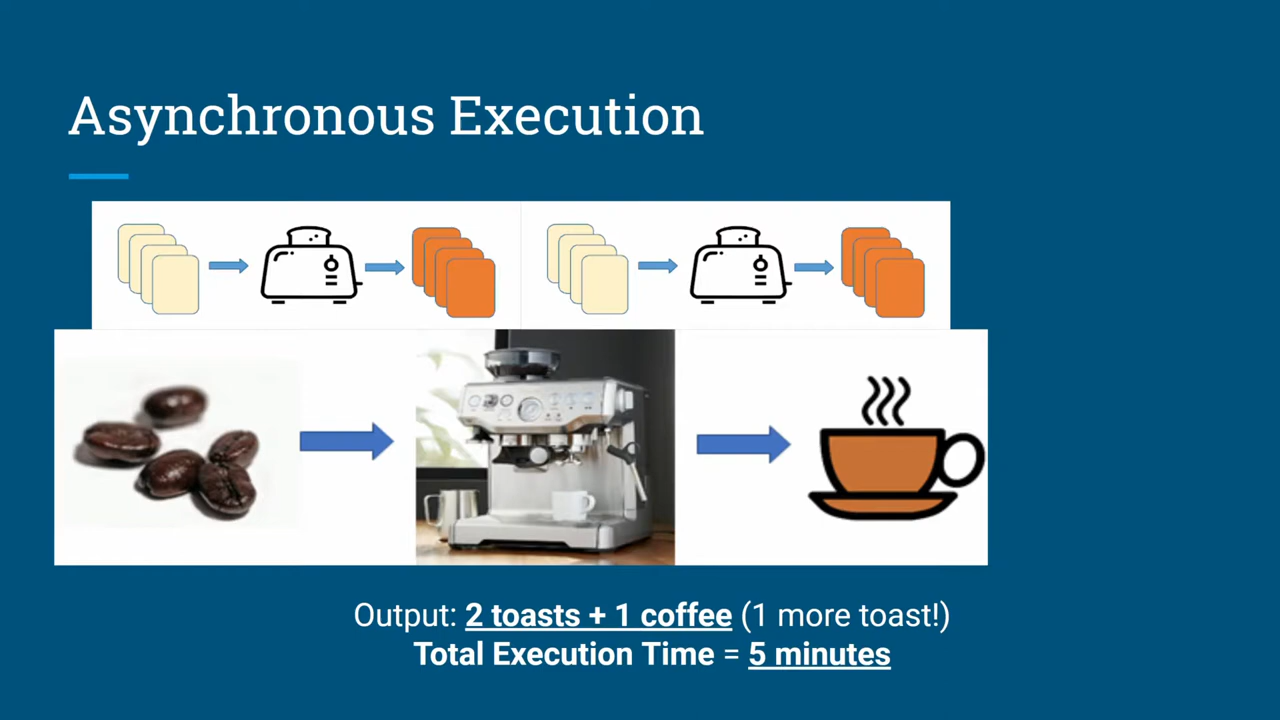 Asynchronous Execution
Output: 2 toasts + 1 coffee (1 more toast!)
Total Execution Time = 5 minutes